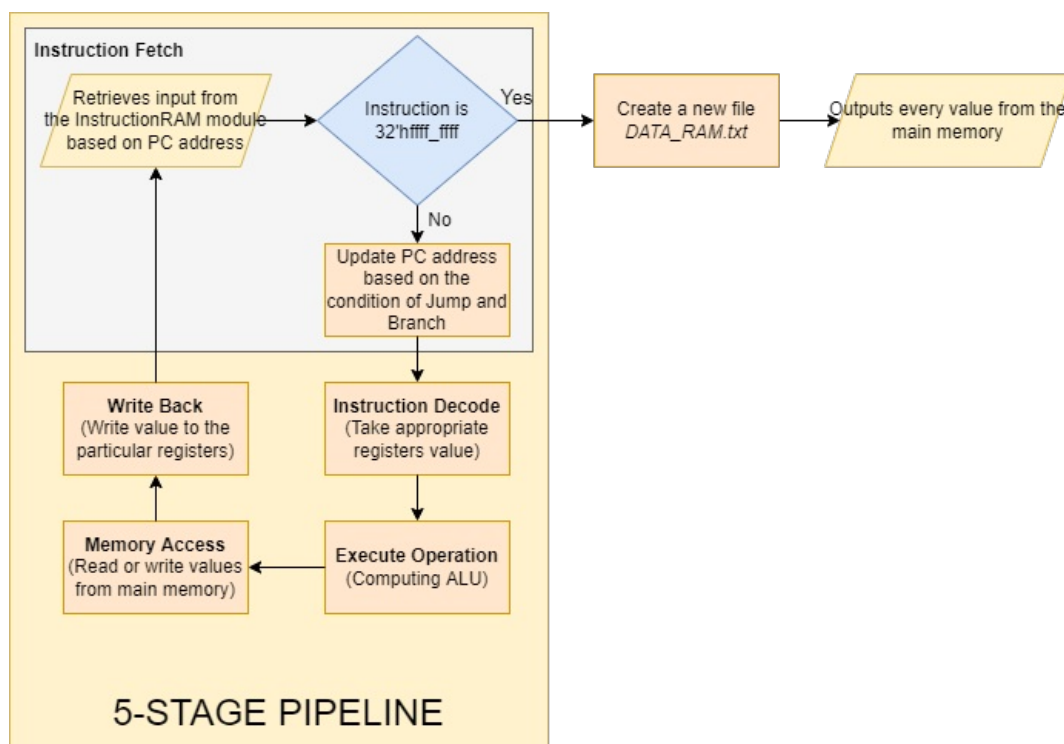 Instruction Fetch
Retrieves input from
the InstructionRAM module
based on PC address
Instruction is
32'hffff_ffff
Yes
Create a new file
DATA_RAM.txt
Outputs every value from the
main memory
No
Update PC address
based on the
condition of Jump and
Branch
Write Back
(Write value to the
particular registers)
Instruction Decode
(Take appropriate
registers value)
Memory Access
(Read or write values
from main memory)
Execute Operation
(Computing ALU)
5-STAGE PIPELINE